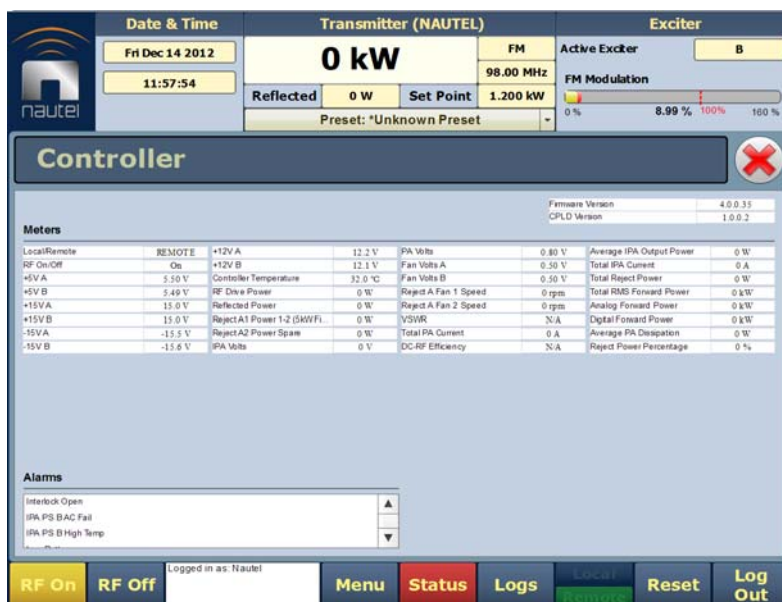 Date & Time
Transmitter (NAUTEL)
Exciter
Fri Dec 14 2012
0 kW
FM
Active Exciter B
11:57:54
98.00 MHz
FM Modulation
nautel
Reflected 0 W Set Point 1.200 kW
0 % 8.99 % 100% 160 %
Preset: *Unknown Preset
Controller
Firmware Version 4.0.0.35
CPLD Version 1.0.0.2
Meters
Local/Remote REMOTE +12V A 12.2 V PA Volts 0.80 V Average IPA Output Power 0 W
RF On/Off On +12V B 12.1 V Fan Volts A 0.50 V Total IPA Current 0 A
+5V A 5.50 V Controller Temperature 32.0 °C Fan Volts B 0.50 V Total Reject Power 0 W
+5V B 5.49 V RF Drive Power 0 W Reject A Fan 1 Speed 0 rpm Total RMS Forward Power 0 kW
+15V A 15.0 V Reflected Power 0 W Reject A Fan 2 Speed 0 rpm Analog Forward Power 0 kW
+15V B 15.0 V Reject A1 Power 1-2 (5kW Fi... 0 W VSWR N/A Digital Forward Power 0 kW
-15V A -15.5 V Reject A2 Power Spare 0 W Total PA Current 0 A Average PA Dissipation 0 W
-15V B -15.6 V IPA Volts 0 V DC-RF Efficiency N/A Reject Power Percentage 0 %
Alarms
Interlock Open
IPA PS B AC Fail
IPA PS B High Temp
RF On RF Off Logged in as: Nautel Menu Status Logs Local Remote Reset Log Out